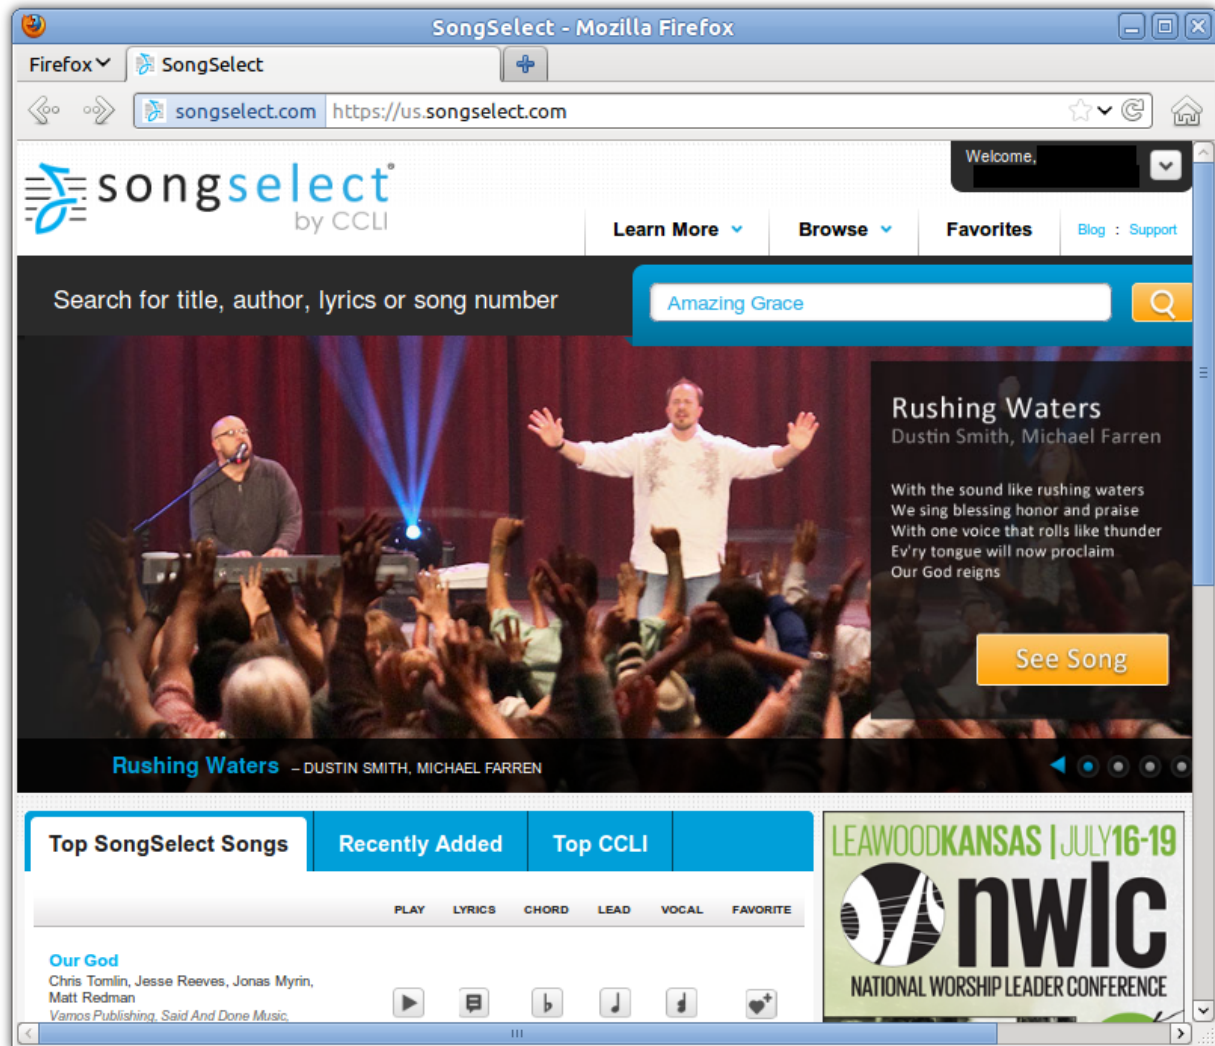 SongSelect - Mozilla Firefox
Firefox
SongSelect
songselect.com https://us.songselect.com
songselect®
by CCLI
Welcome,
Learn More
Browse
Favorites
Blog : Support
Search for title, author, lyrics or song number
Amazing Grace
Rushing Waters
Dustin Smith, Michael Farren
With the sound like rushing waters
We sing blessing honor and praise
With one voice that rolls like thunder
Ev'ry tongue will now proclaim
Our God reigns
See Song
Rushing Waters – DUSTIN SMITH, MICHAEL FARREN
Top SongSelect Songs
Recently Added
Top CCLI
PLAY LYRICS CHORD LEAD VOCAL FAVORITE
Our God
Chris Tomlin, Jesse Reeves, Jonas Myrin,
Matt Redman
Vamos Publishing, Said And Done Music,
LEAWOODKANSAS | JULY16-19
nwlc
NATIONAL WORSHIP LEADER CONFERENCE